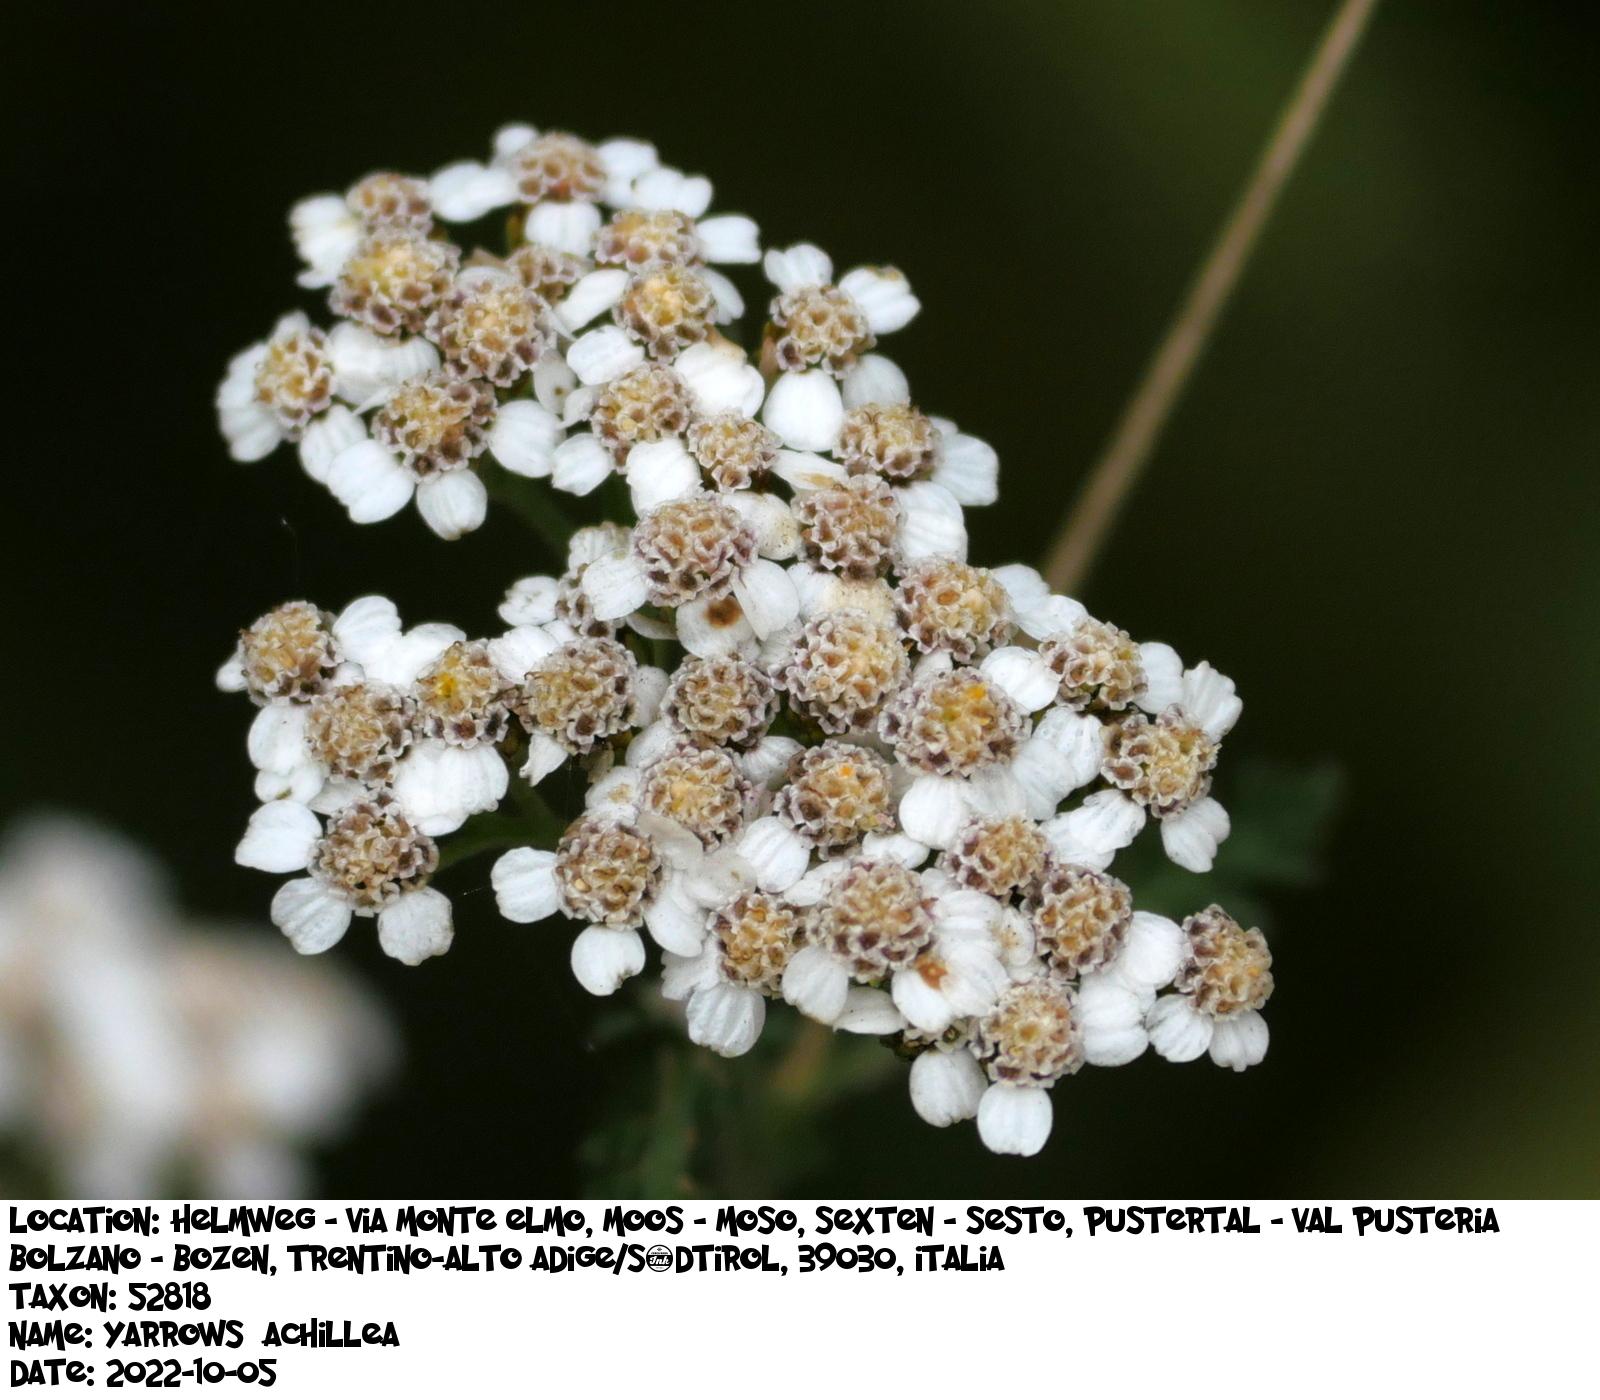 LOCATION: HELMWEG - VIA MONTE ELMO, MOOS - MOSO, SEXTEN - SESTO, PUSTERTAL - VAL PUSTERIA
BOLZANO - BOZEN, TRENTINO-ALTO ADIGE/SDTIROL, 39030, ITALIA
TAXON: 52818
NAME: YARROWS ACHILLEA
DATE: 2022-10-05